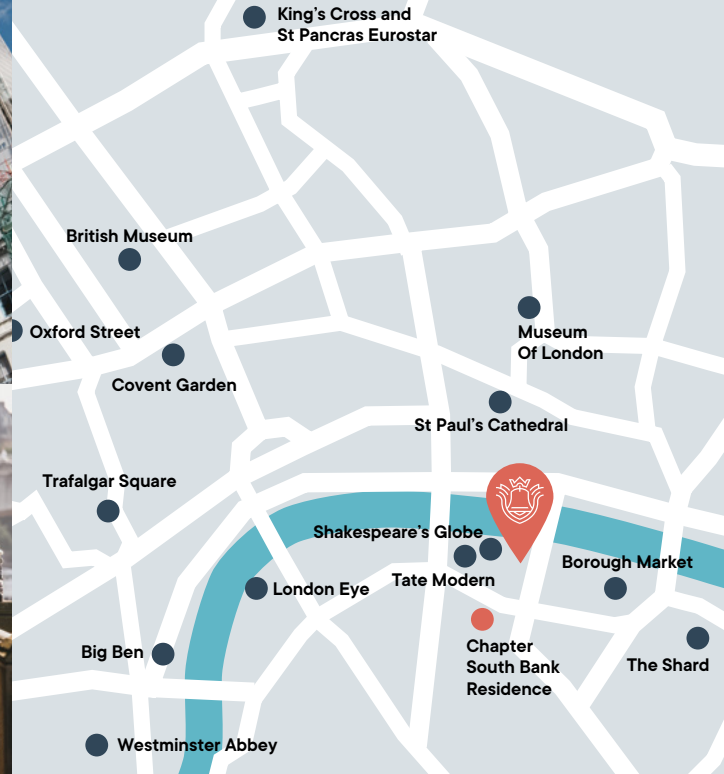 King's Cross and
St Pancras Eurostar
British Museum
Oxford Street
Museum
Of London
Covent Garden
St Paul's Cathedral
Trafalgar Square
Shakespeare's Globe
Borough Market
Tate Modern
London Eye
Chapter
South Bank
Residence
Big Ben
The Shard
Westminster Abbey